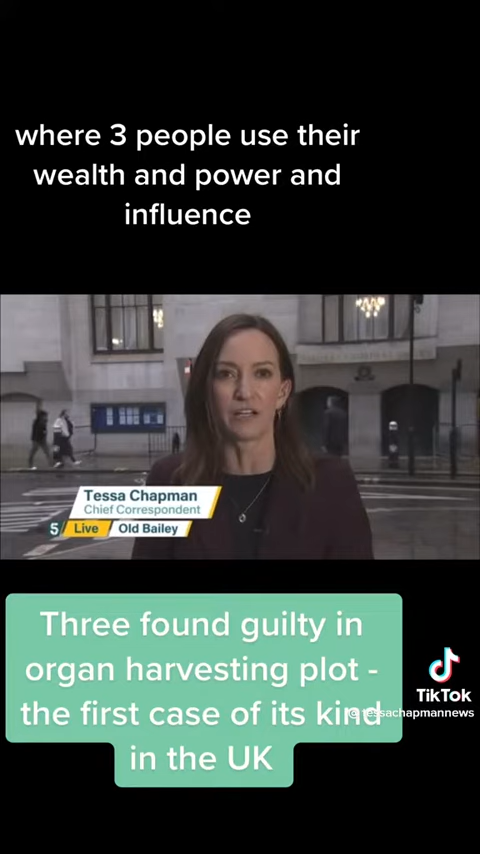 where 3 people use their
wealth and power and
influence
Tessa Chapman
Chief Correspondent
5 Live Old Bailey
Three found guilty in
organ harvesting plot -
the first case of its kind
in the UK
TikTok
@tessachapmannews